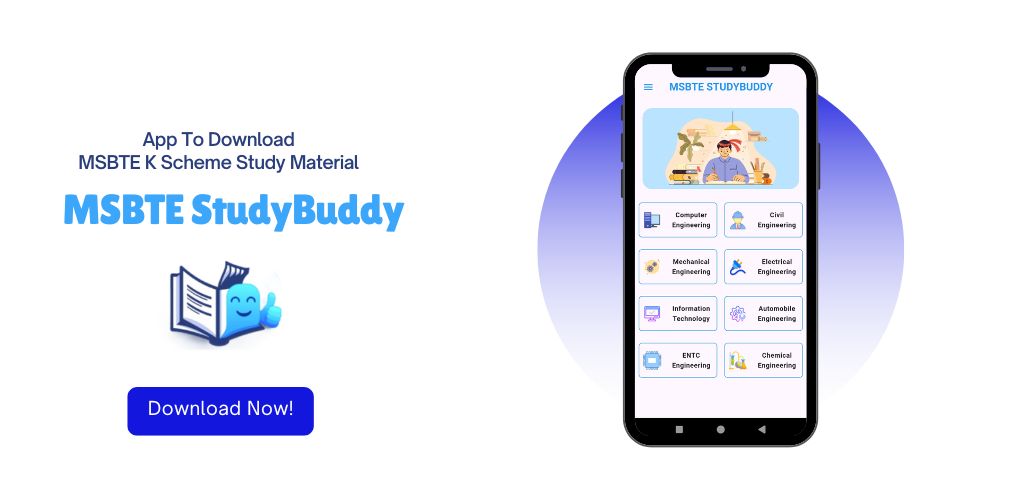 App To Download
MSBTE K Scheme Study Material
MSBTE StudyBuddy
Download Now!
MSBTE STUDYBUDDY
Computer
Engineering
Civil
Engineering
Mechanical
Engineering
Electrical
Engineering
Information
Technology
Automobile
Engineering
ENTC
Engineering
Chemical
Engineering